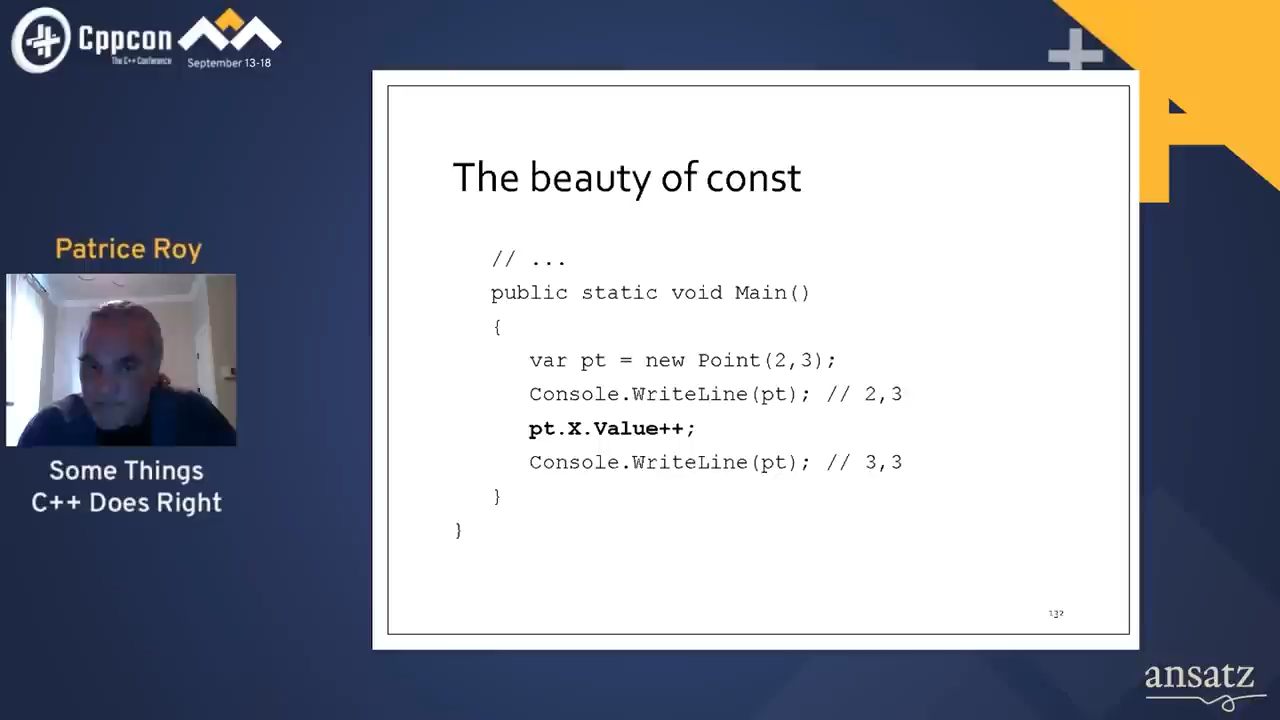 Cppcon
The C++ Conference
September 13-18
Patrice Roy
Some Things
C++ Does Right
The beauty of const
// ...
public static void Main()
{
var pt = new Point(2,3);
Console.WriteLine(pt); // 2,3
pt.X.Value++;
Console.WriteLine(pt); // 3,3
}
}
132
ansatz